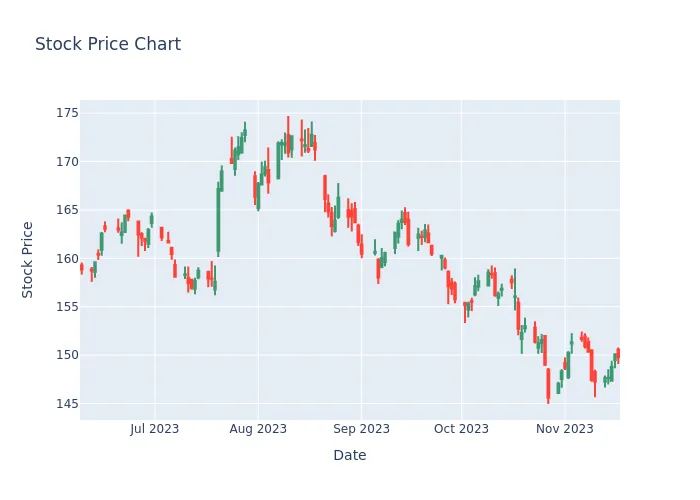 Stock Price Chart
175
170
165
160
155
150
145
Stock Price
Jul 2023
Aug 2023
Sep 2023
Oct 2023
Nov 2023
Date